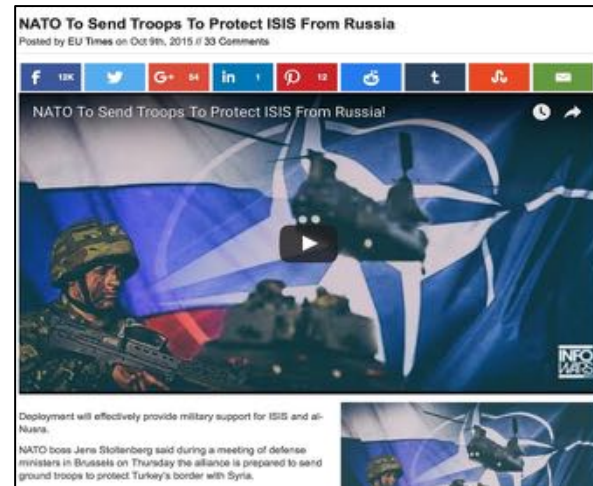 NATO To Send Troops To Protect ISIS From Russia
Posted by EU Times on Oct 9th, 2015 // 33 Comments
f 12K G+ 54 in 1 12 t
NATO To Send Troops To Protect ISIS From Russia!
INFO
WARS
Deployment will effectively provide military support for ISIS and al-
Nusra.
NATO boss Jens Stoltenberg said during a meeting of defense
ministers in Brussels on Thursday the alliance is prepared to send
ground troops to protect Turkey's border with Syria.